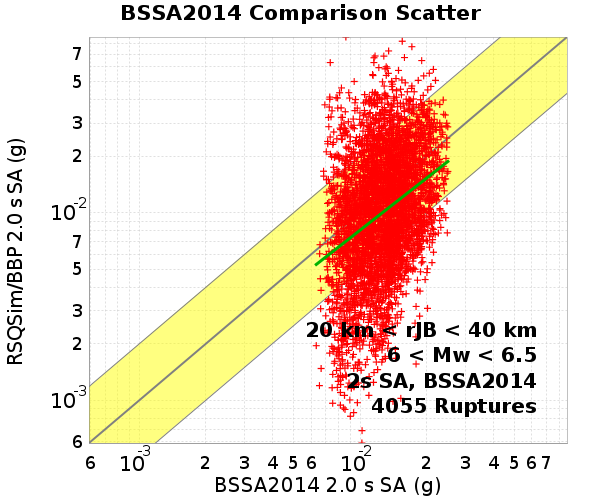 BSSA2014 Comparison Scatter
RSQSim/BBP 2.0 s SA (g)
7
5
3
2
10-2
7
5
3
2
10-3
6
20 km < rJB < 40 km
6 < Mw < 6.5
2s SA, BSSA2014
4055 Ruptures
6 10-3 2 3 4 5 6 10-2 2 3 4 5 6 7
BSSA2014 2.0 s SA (g)